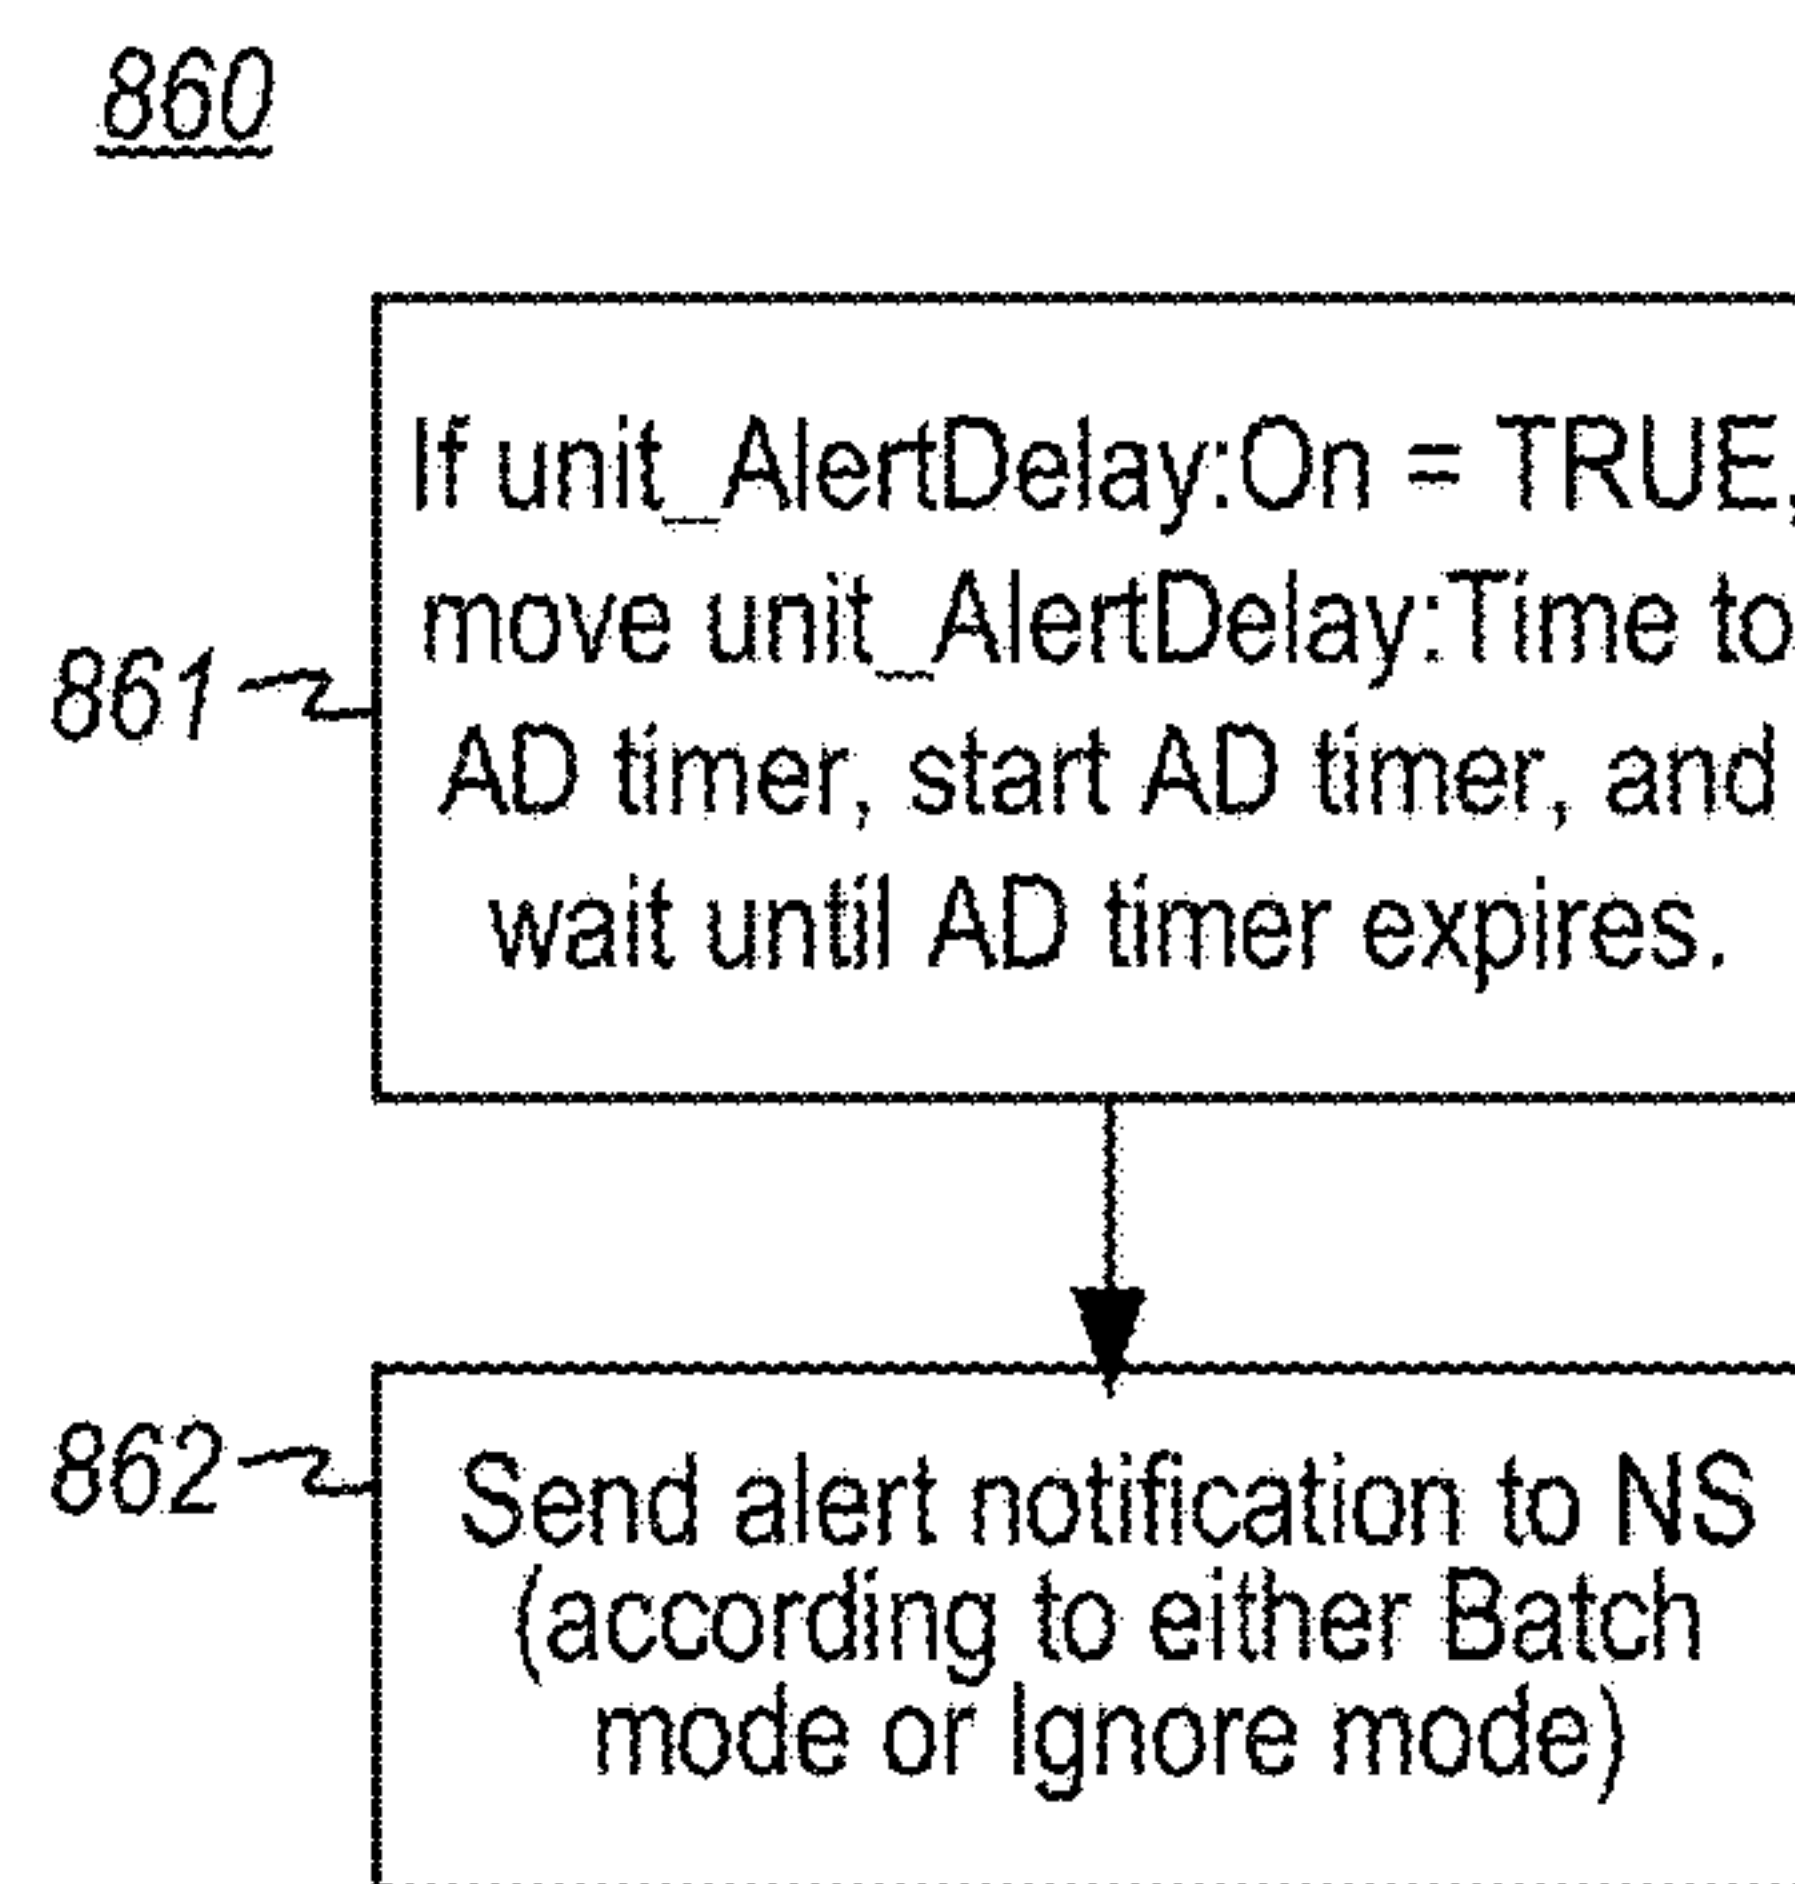 860
If unit_AlertDelay:On = TRUE,
move unit_AlertDelay:Time to
861
AD timer, start AD timer, and
wait until AD timer expires.
862
Send alert notification to NS
(according to either Batch
mode or Ignore mode)